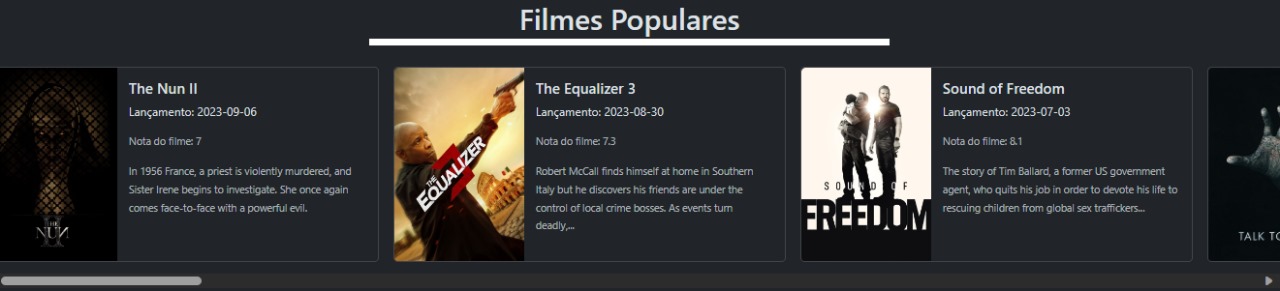 Filmes Populares
The Nun II
Lançamento: 2023-09-06
Nota do filme: 7
In 1956 France, a priest is violently murdered, and
Sister Irene begins to investigate. She once again
comes face-to-face with a powerful evil.
THE
NUN
II
The Equalizer 3
Lançamento: 2023-08-30
Nota do filme: 7.3
Robert McCall finds himself at home in Southern
Italy but he discovers his friends are under the
control of local crime bosses. As events turn
deadly,...
THE
EQUALIZER
Sound of Freedom
Lançamento: 2023-07-03
Nota do filme: 8.1
The story of Tim Ballard, a former US government
agent, who quits his job in order to devote his life to
rescuing children from global sex traffickers...
SOUND OF
FREEDOM
TALK TO